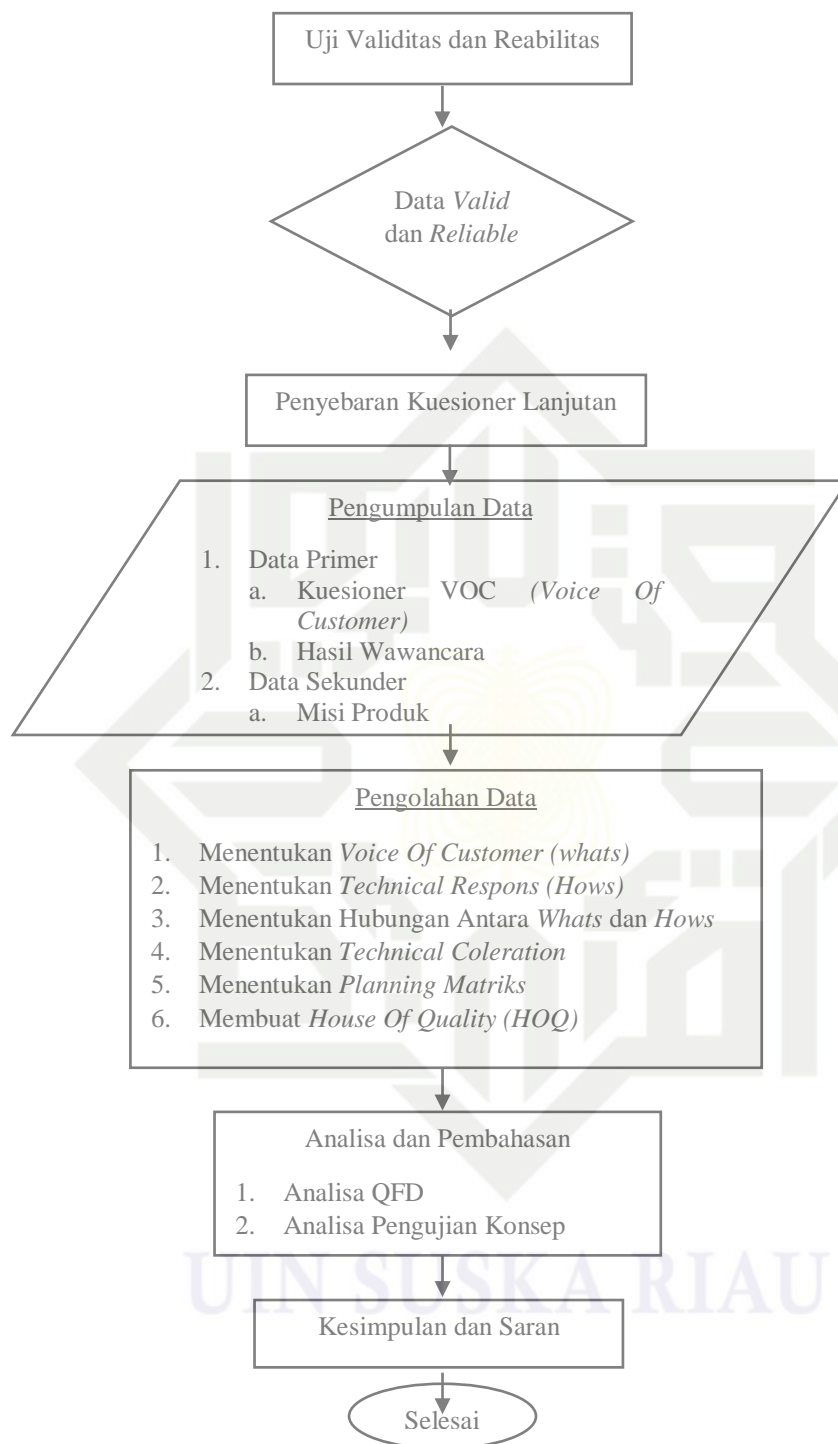 Uji Validitas dan Reabilitas
Data Valid
dan Reliable
Penyebaran Kuesioner Lanjutan
Pengumpulan Data
1. Data Primer
a. Kuesioner VOC (Voice Of
Customer)
b. Hasil Wawancara
2. Data Sekunder
a. Misi Produk
Pengolahan Data
1. Menentukan Voice Of Customer (whats)
2. Menentukan Technical Respons (Hows)
3. Menentukan Hubungan Antara Whats dan Hows
4. Menentukan Technical Coleration
5. Menentukan Planning Matriks
6. Membuat House Of Quality (HOQ)
Analisa dan Pembahasan
1. Analisa QFD
2. Analisa Pengujian Konsep
UIN SUSKA RIAU
Kesimpulan dan Saran
Selesai